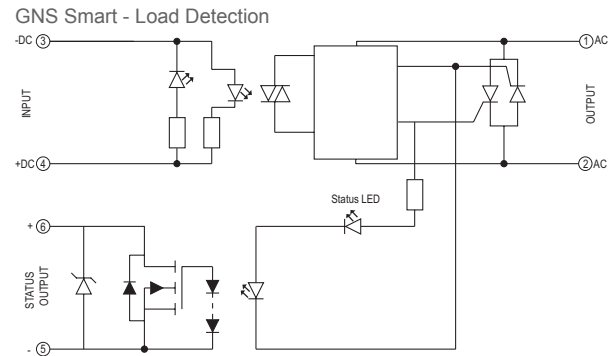 GNS Smart - Load Detection
-DC 3
1 AC
INPUT
OUTPUT
+DC 4
2 AC
Status LED
+ 6
STATUS
OUTPUT
- 5